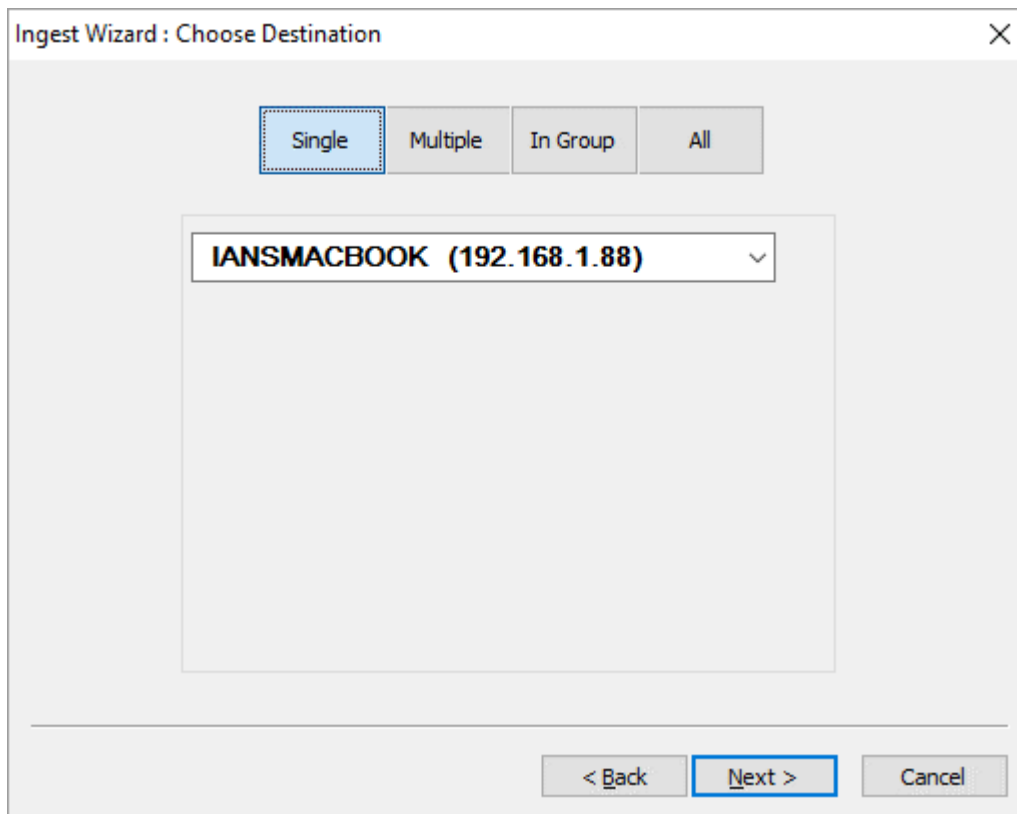 Ingest Wizard : Choose Destination
Single Multiple In Group All
IANSMACBOOK (192.168.1.88)
< Back Next > Cancel